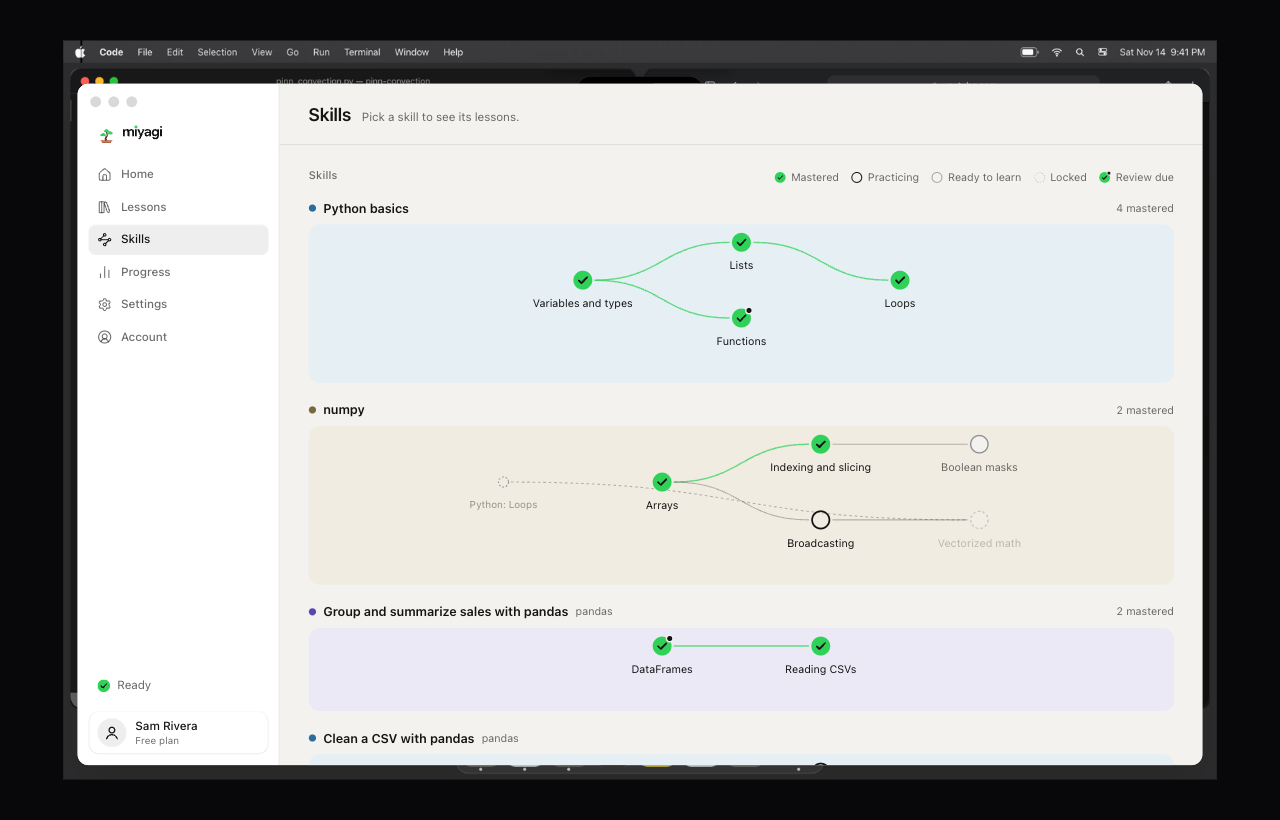 Code File Edit Selection View Go Run Terminal Window Help Sat Nov 14 9:41 PM
pinn_convection.py — pinn-convection
miyagi
Home
Lessons
Skills
Progress
Settings
Account
Ready
Sam Rivera
Free plan
Skills Pick a skill to see its lessons.
Skills Mastered Practicing Ready to learn Locked Review due
Python basics 4 mastered
Lists
Variables and types Loops
Functions
numpy 2 mastered
Indexing and slicing Boolean masks
Python: Loops Arrays
Broadcasting Vectorized math
Group and summarize sales with pandas pandas 2 mastered
DataFrames Reading CSVs
Clean a CSV with pandas pandas